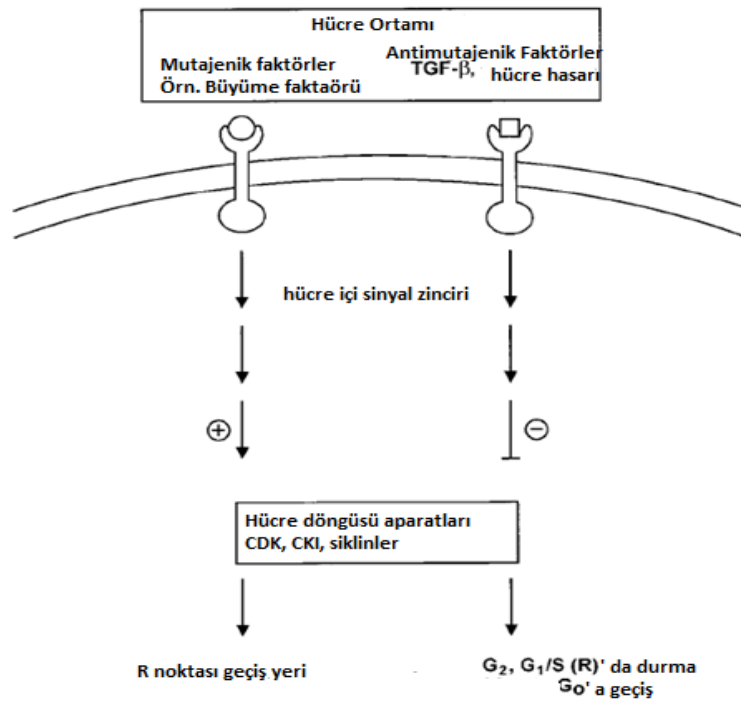 Hücre Ortamı
Mutajenik faktörler
Örn. Büyüme faktaörü
Antimutajenik Faktörler
TGF-β, hücre hasarı
hücre içi sinyal zinciri
+
−
Hücre döngüsü aparatları
CDK, CKI, siklinler
R noktası geçiş yeri
G₂, G₁/S (R)' da durma
G₀' a geçiş